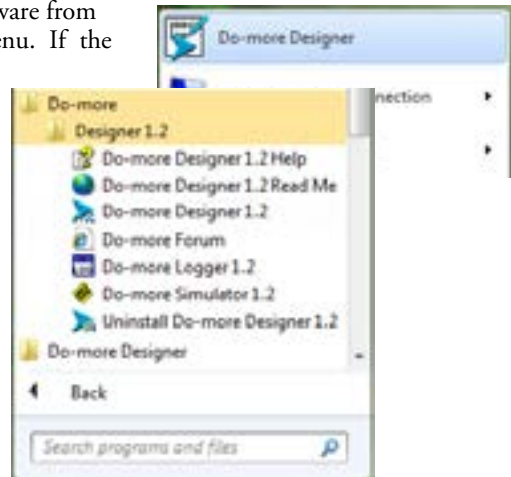 ware from
enu. If the
Do-more Designer
nection
Do-more
Designer 1.2
Do-more Designer 1.2 Help
Do-more Designer 1.2 Read Me
Do-more Designer 1.2
Do-more Forum
Do-more Logger 1.2
Do-more Simulator 1.2
Uninstall Do-more Designer 1.2
Do-more Designer
Back
Search programs and files